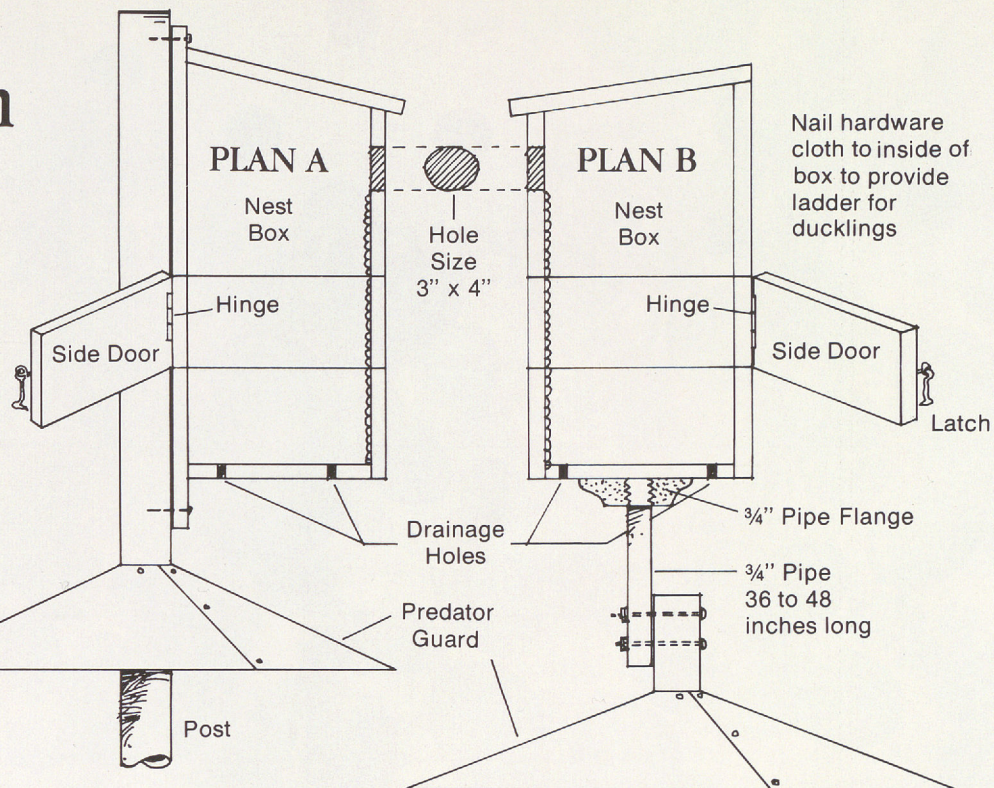 PLAN A
Nest
Box
Hole
Size
3" x 4"
PLAN B
Nest
Box
Nail hardware
cloth to inside of
box to provide
ladder for
ducklings
Hinge
Side Door
Hinge
Side Door
Latch
Drainage
Holes
¾" Pipe Flange
¾" Pipe
36 to 48
inches long
Predator
Guard
Post